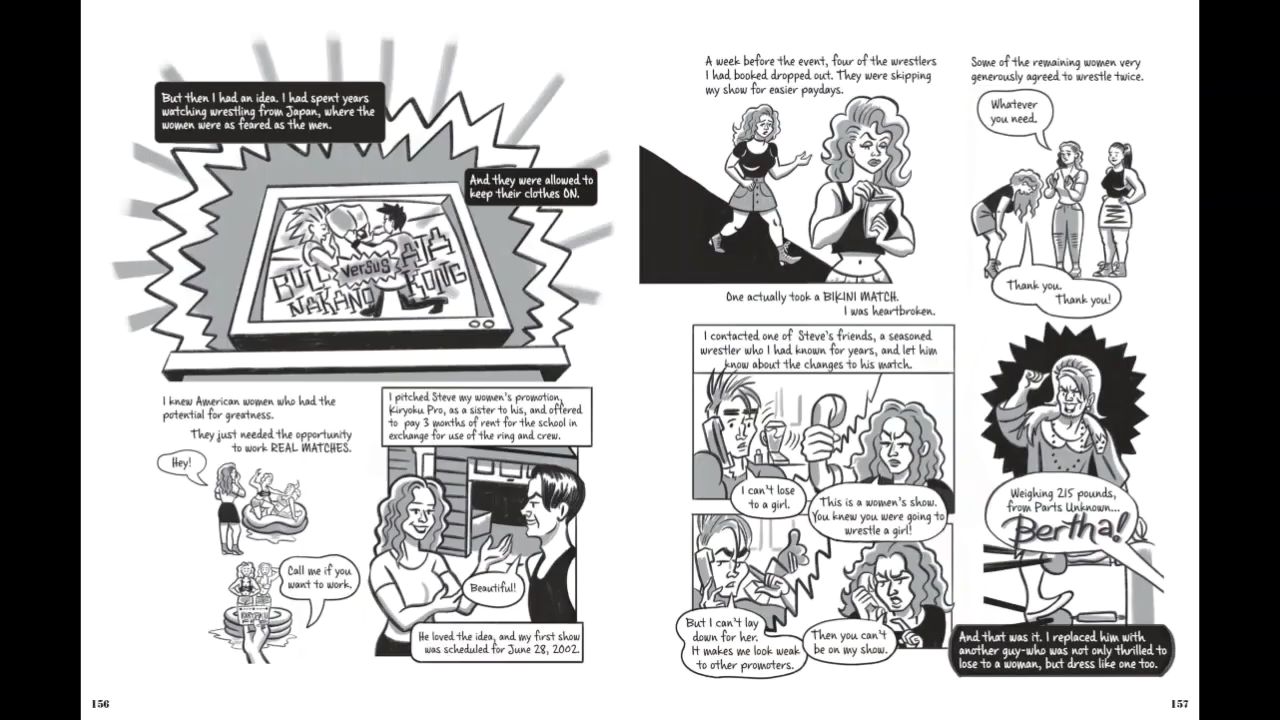 But then I had an idea. I had spent years
watching wrestling from Japan, where the
women were as feared as the men.
And they were allowed to
keep their clothes ON.
BULL
NAKANO
versus
AJA
KONG
I knew American women who had the
potential for greatness.
They just needed the opportunity
to work REAL MATCHES.
Hey!
Call me if you
want to work.
I pitched Steve my women's promotion,
Kiryoku Pro, as a sister to his, and offered
to pay 3 months of rent for the school in
exchange for use of the ring and crew.
Beautiful!
He loved the idea, and my first show
was scheduled for June 28, 2002.
156
A week before the event, four of the wrestlers
I had booked dropped out. They were skipping
my show for easier paydays.
One actually took a BIKINI MATCH.
I was heartbroken.
Some of the remaining women very
generously agreed to wrestle twice.
Whatever
you need.
Thank you.
Thank you!
I contacted one of Steve's friends, a seasoned
wrestler who I had known for years, and let him
know about the changes to his match.
I can't lose
to a girl.
This is a women's show.
You knew you were going to
wrestle a girl!
But I can't lay
down for her.
It makes me look weak
to other promoters.
Then you can't
be on my show.
Weighing 215 pounds,
from Parts Unknown...
Bertha!
And that was it. I replaced him with
another guy-who was not only thrilled to
lose to a woman, but dress like one too.
157